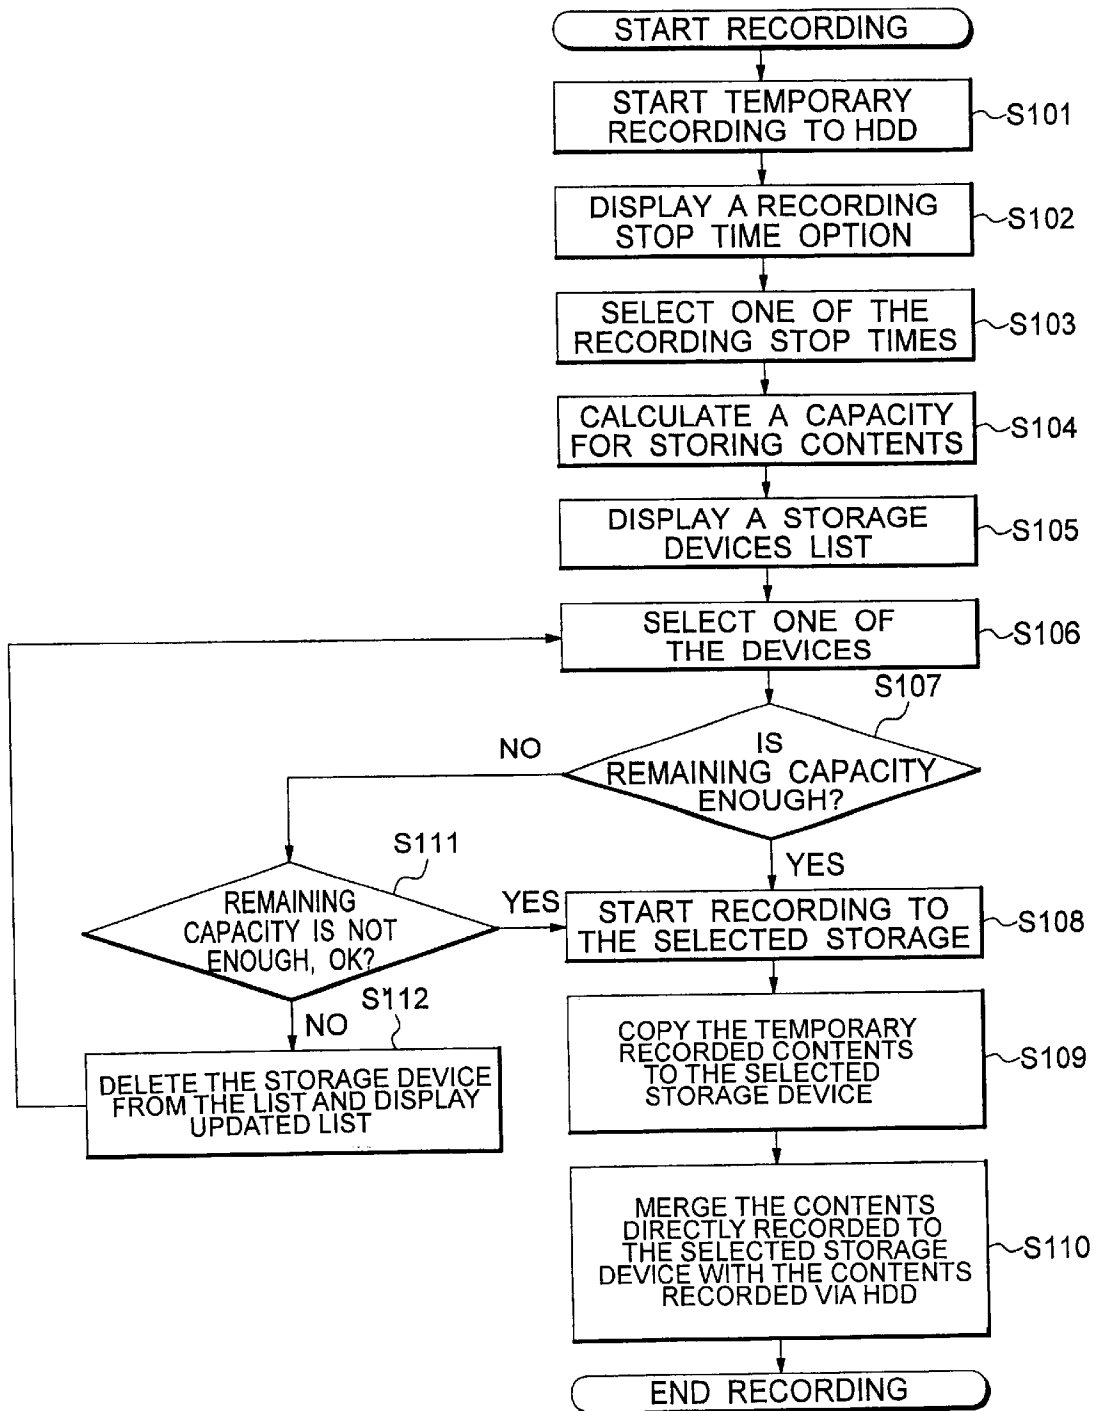 START RECORDING
START TEMPORARY
RECORDING TO HDD
S101
DISPLAY A RECORDING
STOP TIME OPTION
S102
SELECT ONE OF THE
RECORDING STOP TIMES
S103
CALCULATE A CAPACITY
FOR STORING CONTENTS
S104
DISPLAY A STORAGE
DEVICES LIST
S105
SELECT ONE OF
THE DEVICES
S106
S107
IS
REMAINING CAPACITY
ENOUGH?
NO
YES
S111
REMAINING
CAPACITY IS NOT
ENOUGH, OK?
YES
NO
START RECORDING TO
THE SELECTED STORAGE
S108
S112
DELETE THE STORAGE DEVICE
FROM THE LIST AND DISPLAY
UPDATED LIST
COPY THE TEMPORARY
RECORDED CONTENTS
TO THE SELECTED
STORAGE DEVICE
S109
MERGE THE CONTENTS
DIRECTLY RECORDED TO
THE SELECTED STORAGE
DEVICE WITH THE CONTENTS
RECORDED VIA HDD
S110
END RECORDING